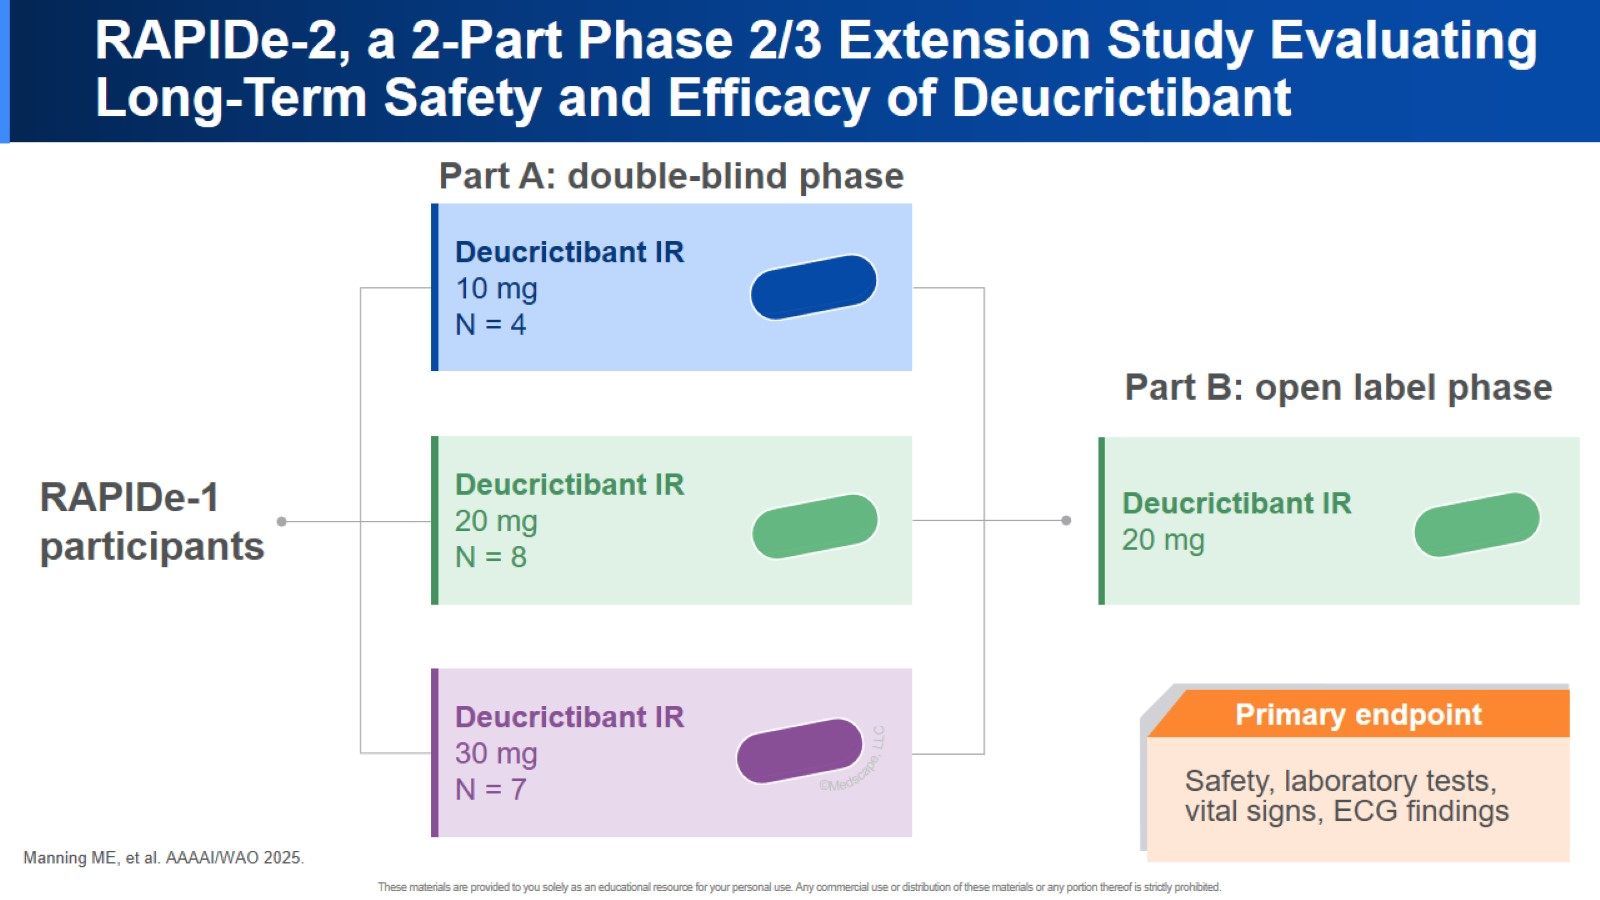 RAPIDe-2, a 2-Part Phase 2/3 Extension Study Evaluating
Long-Term Safety and Efficacy of Deucrictibant
Part A: double-blind phase
Deucrictibant IR
10 mg
N = 4
RAPIDe-1
participants
Deucrictibant IR
20 mg
N = 8
Deucrictibant IR
30 mg
N = 7
©Medscape, LLC
Part B: open label phase
Deucrictibant IR
20 mg
Primary endpoint
Safety, laboratory tests,
vital signs, ECG findings
Manning ME, et al. AAAAI/WAO 2025.
These materials are provided to you solely as an educational resource for your personal use. Any commercial use or distribution of these materials or any portion thereof is strictly prohibited.